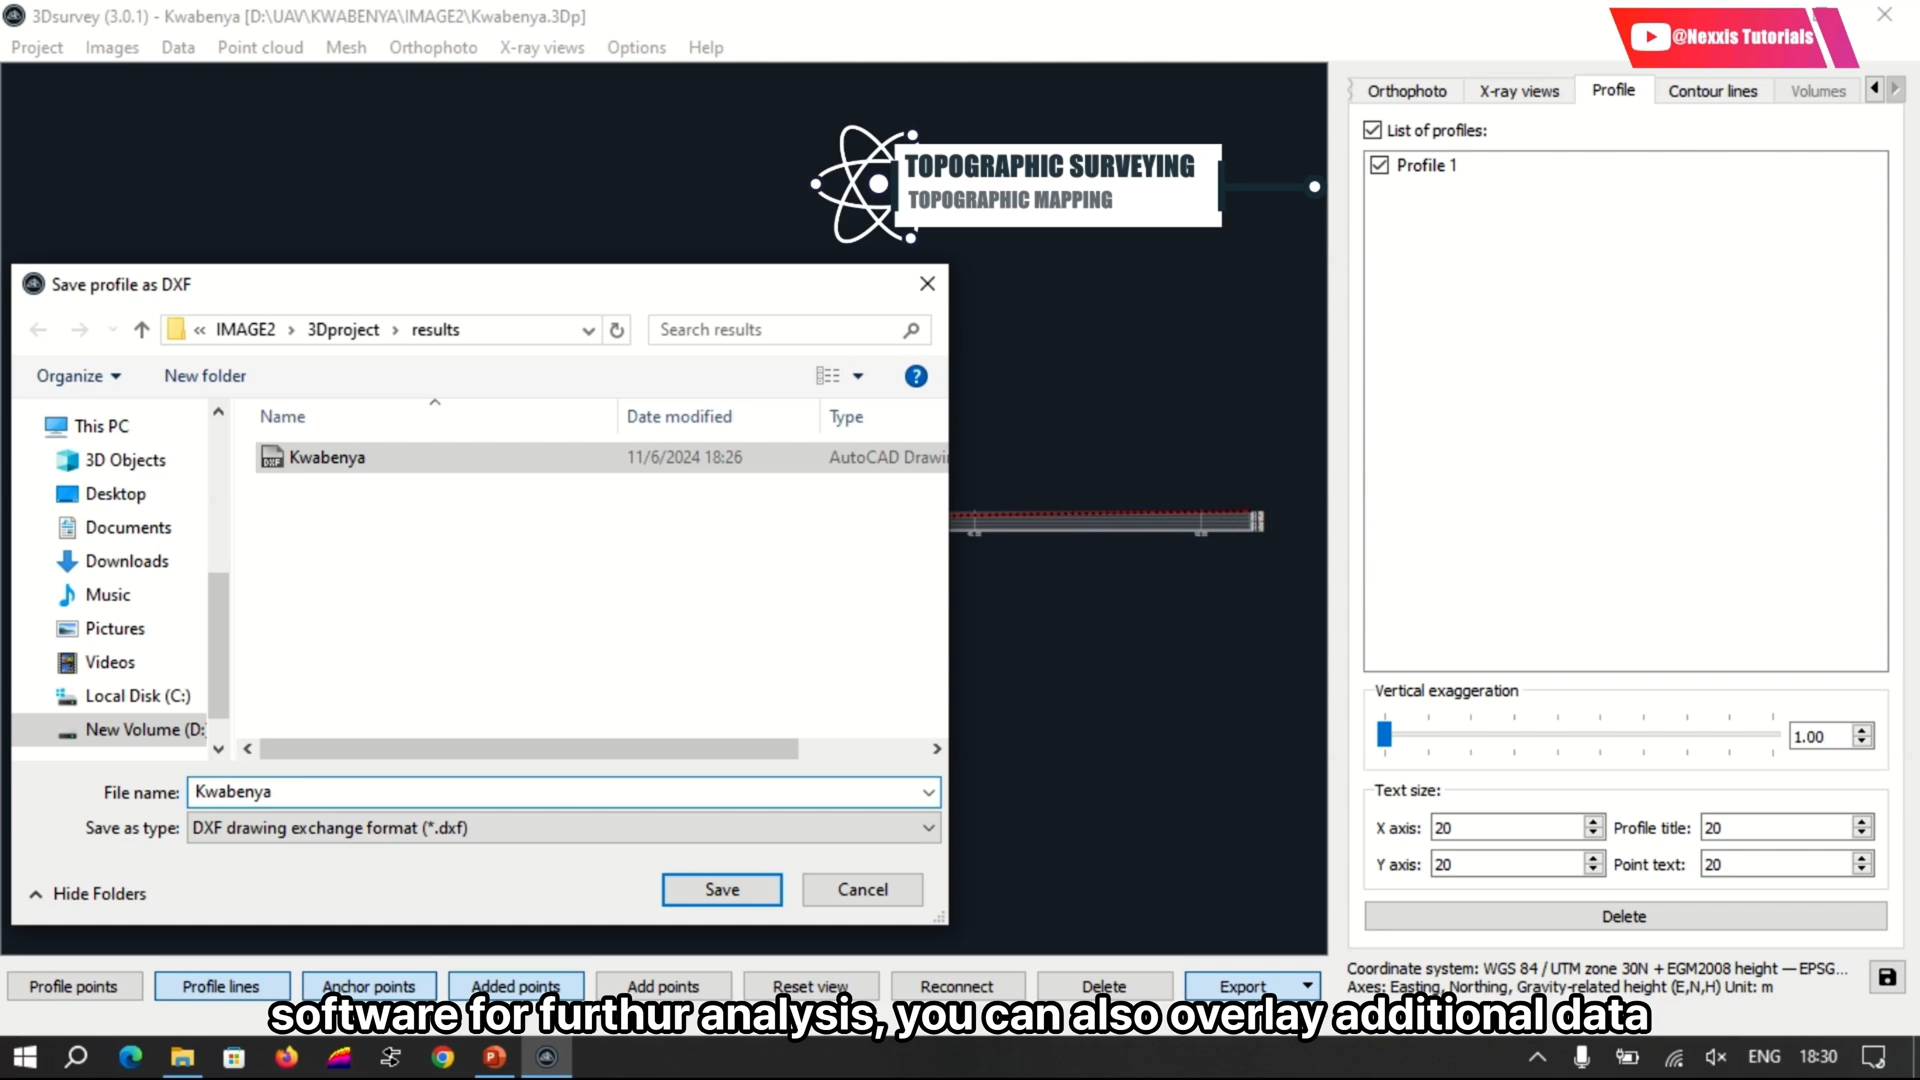 3Dsurvey (3.0.1) - Kwabenya [D:\UAV\KWABENYA\IMAGE2\Kwabenya.3Dp]
@Nexxis Tutorials
Project Images Data Point cloud Mesh Orthophoto X-ray views Options Help
Orthophoto X-ray views Profile Contour lines Volumes
List of profiles:
Profile 1
TOPOGRAPHIC SURVEYING
TOPOGRAPHIC MAPPING
Save profile as DXF
« IMAGE2 › 3Dproject › results
Search results
Organize New folder
Name Date modified Type
This PC
3D Objects
Desktop
Documents
Downloads
Music
Pictures
Videos
Local Disk (C:)
New Volume (D:
Kwabenya 11/6/2024 18:26 AutoCAD Drawi
File name: Kwabenya
Save as type: DXF drawing exchange format (*.dxf)
Hide Folders
Save Cancel
Vertical exaggeration
1.00
Text size:
X axis: 20 Profile title: 20
Y axis: 20 Point text: 20
Delete
Coordinate system: WGS 84 / UTM zone 30N + EGM2008 height — EPSG...
Axes: Easting, Northing, Gravity-related height (E,N,H) Unit: m
Profile points Profile lines Anchor points Added points Add points Reset view Reconnect Delete Export
software for furthur analysis, you can also overlay additional data
ENG 18:30